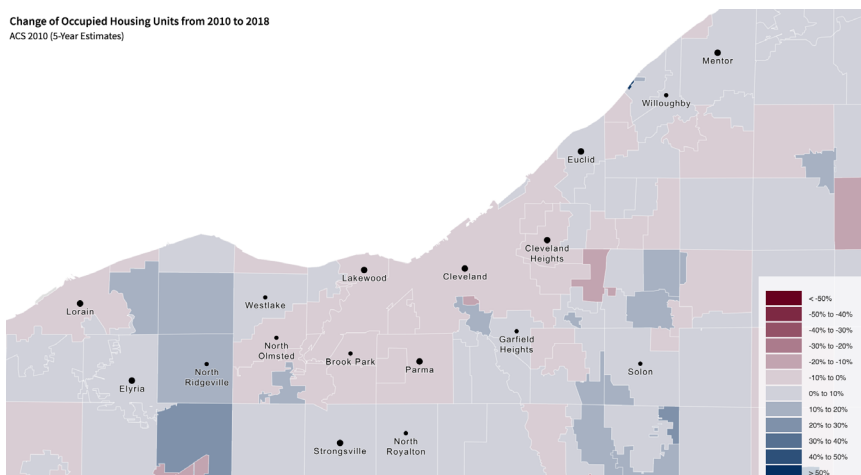 Change of Occupied Housing Units from 2010 to 2018
ACS 2010 (5-Year Estimates)
Mentor
Willoughby
Euclid
Cleveland
Heights
Lakewood
Cleveland
Westlake
Lorain
North
Olmsted
Brook Park
Parma
Garfield
Heights
North
Ridgeville
Elyria
Solon
Strongsville
North
Royalton
< -50%
-50% to -40%
-40% to -30%
-30% to -20%
-20% to -10%
-10% to 0%
0% to 10%
10% to 20%
20% to 30%
30% to 40%
40% to 50%
> 50%